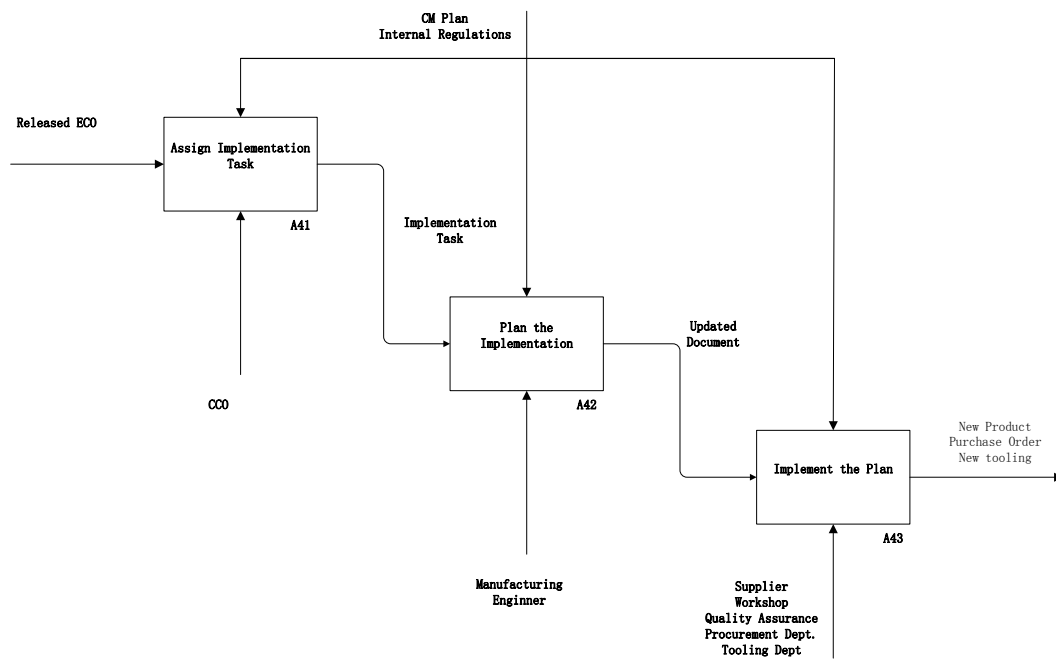 CM Plan
Internal Regulations
Released ECO
Assign Implementation
Task
A41
Implementation
Task
CCO
Plan the
Implementation
A42
Updated
Document
Manufacturing
Enginner
Implement the Plan
A43
New Product
Purchase Order
New tooling
Supplier
Workshop
Quality Assurance
Procurement Dept.
Tooling Dept